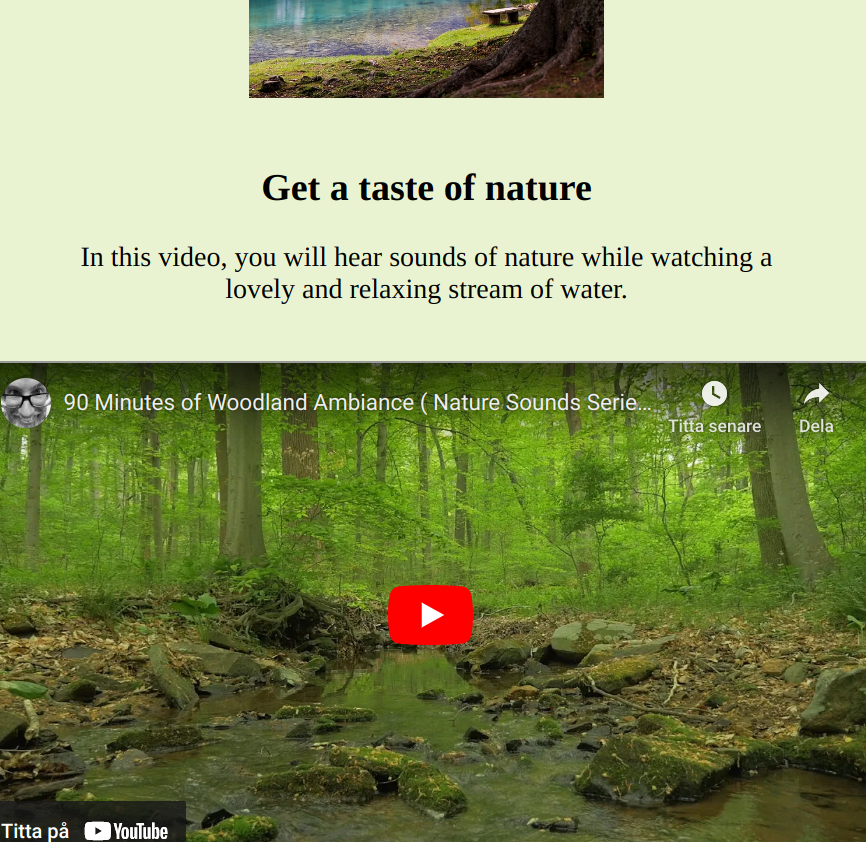 Get a taste of nature
In this video, you will hear sounds of nature while watching a
lovely and relaxing stream of water.
90 Minutes of Woodland Ambiance ( Nature Sounds Serie...
Titta senare
Dela
Titta på YouTube